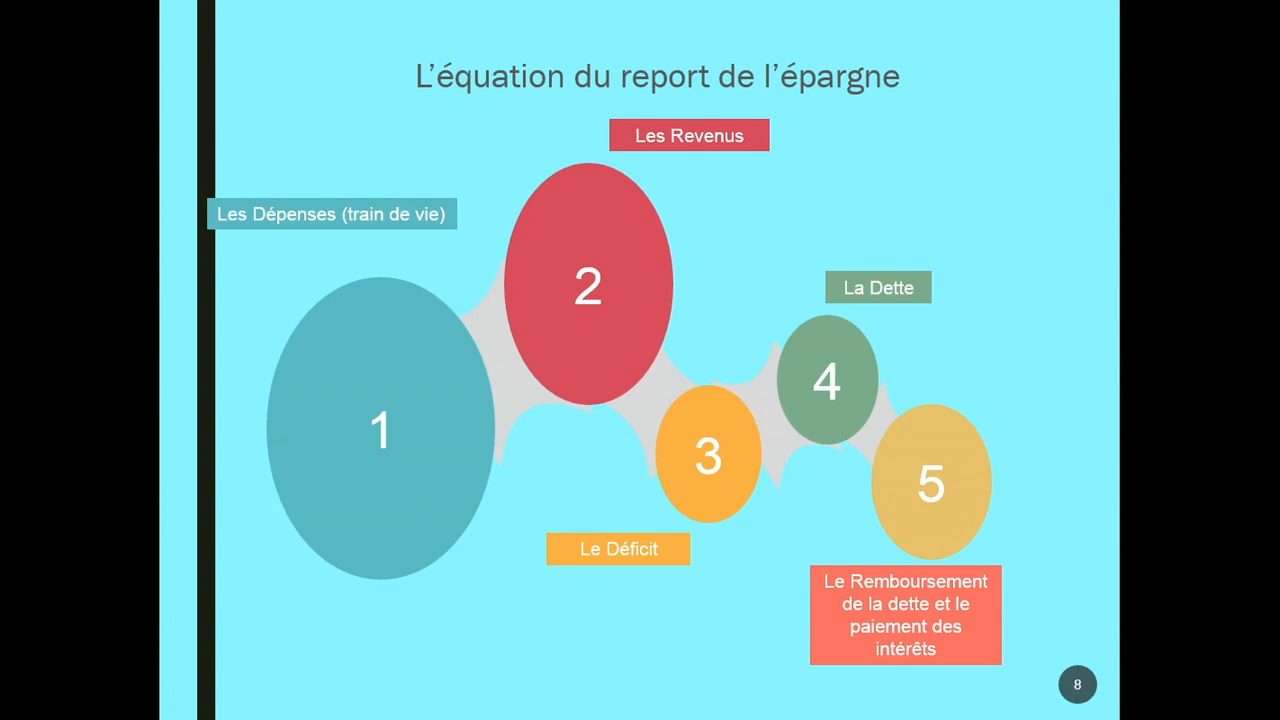 L’équation du report de l’épargne
Les Revenus
Les Dépenses (train de vie)
2
La Dette
4
1
3
5
Le Déficit
Le Remboursement
de la dette et le
paiement des
intérêts
8